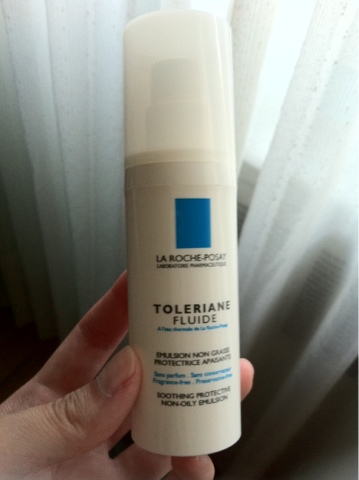 LA ROCHE-POSAY
LABORATOIRE PHARMACEUTIQUE
TOLERIANE
FLUIDE
A l'eau thermale de La Roche-Posay
EMULSION NON GRASSE
PROTECTRICE APAISANTE
Sans parfum . Sans conservateur
Fragrance-free . Preservative-free
SOOTHING PROTECTIVE
NON-OILY EMULSION